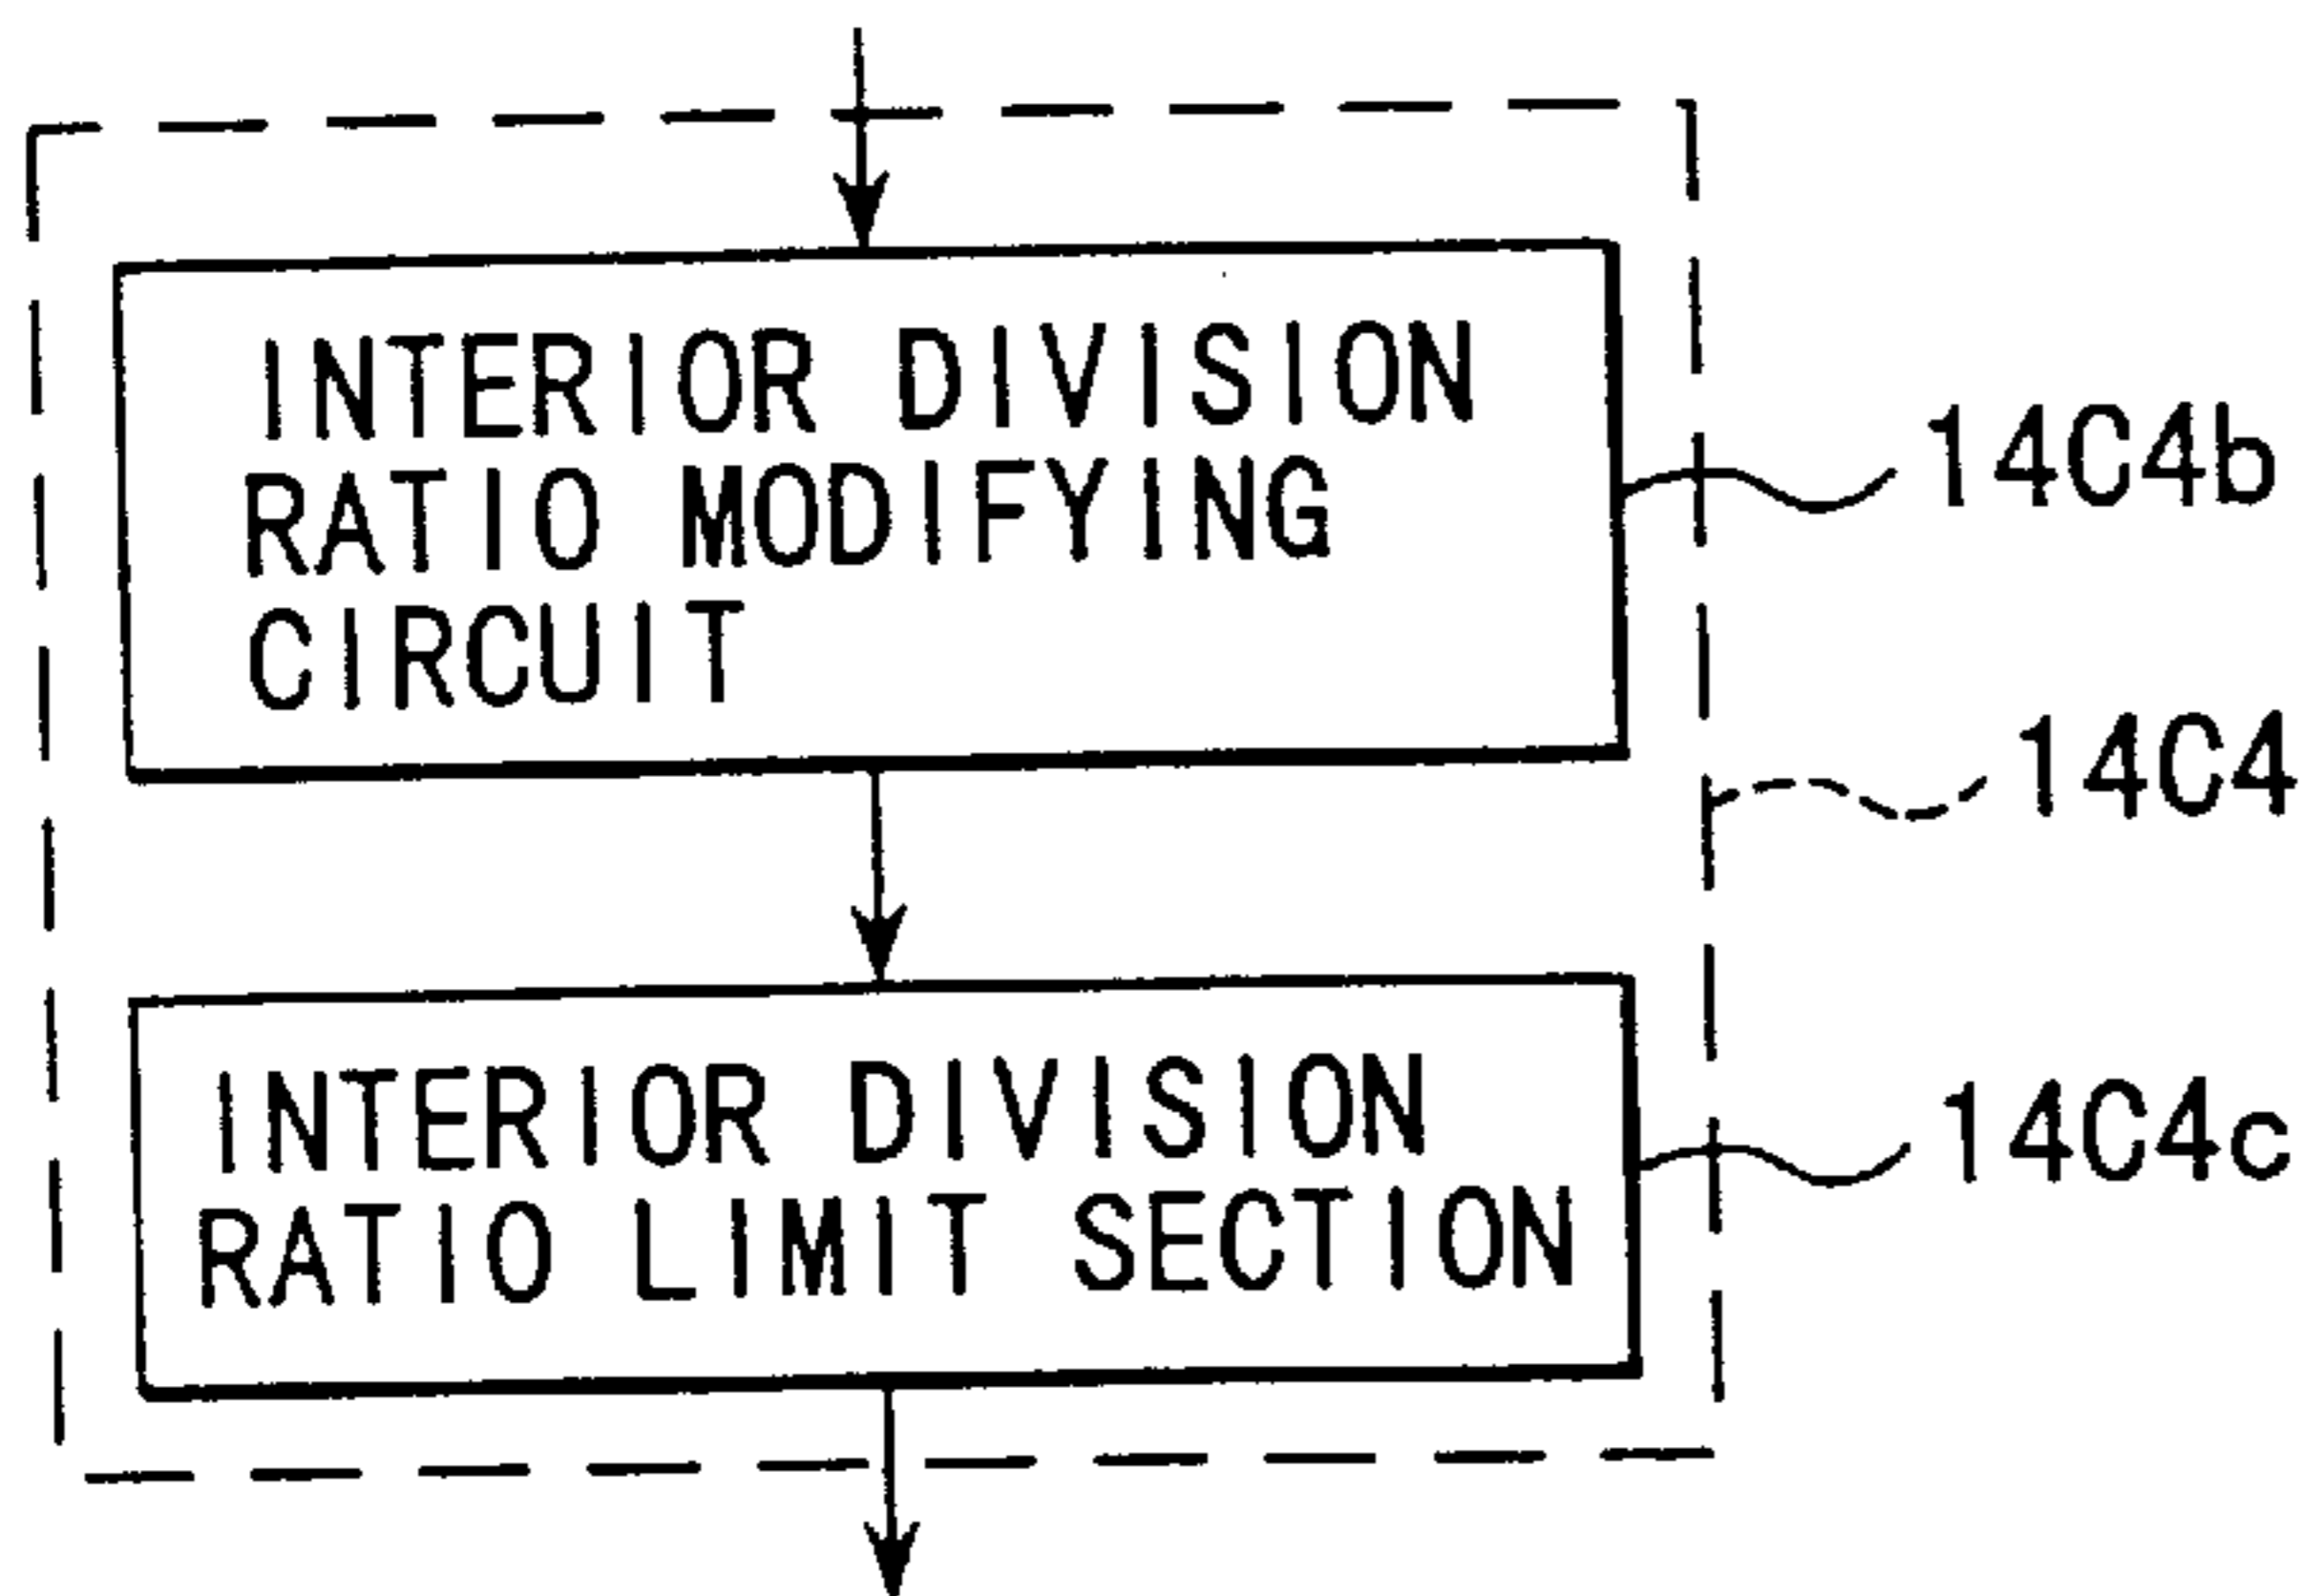 INTERIOR DIVISION
RATIO MODIFYING
CIRCUIT
14C4b
14C4
INTERIOR DIVISION
RATIO LIMIT SECTION
14C4c